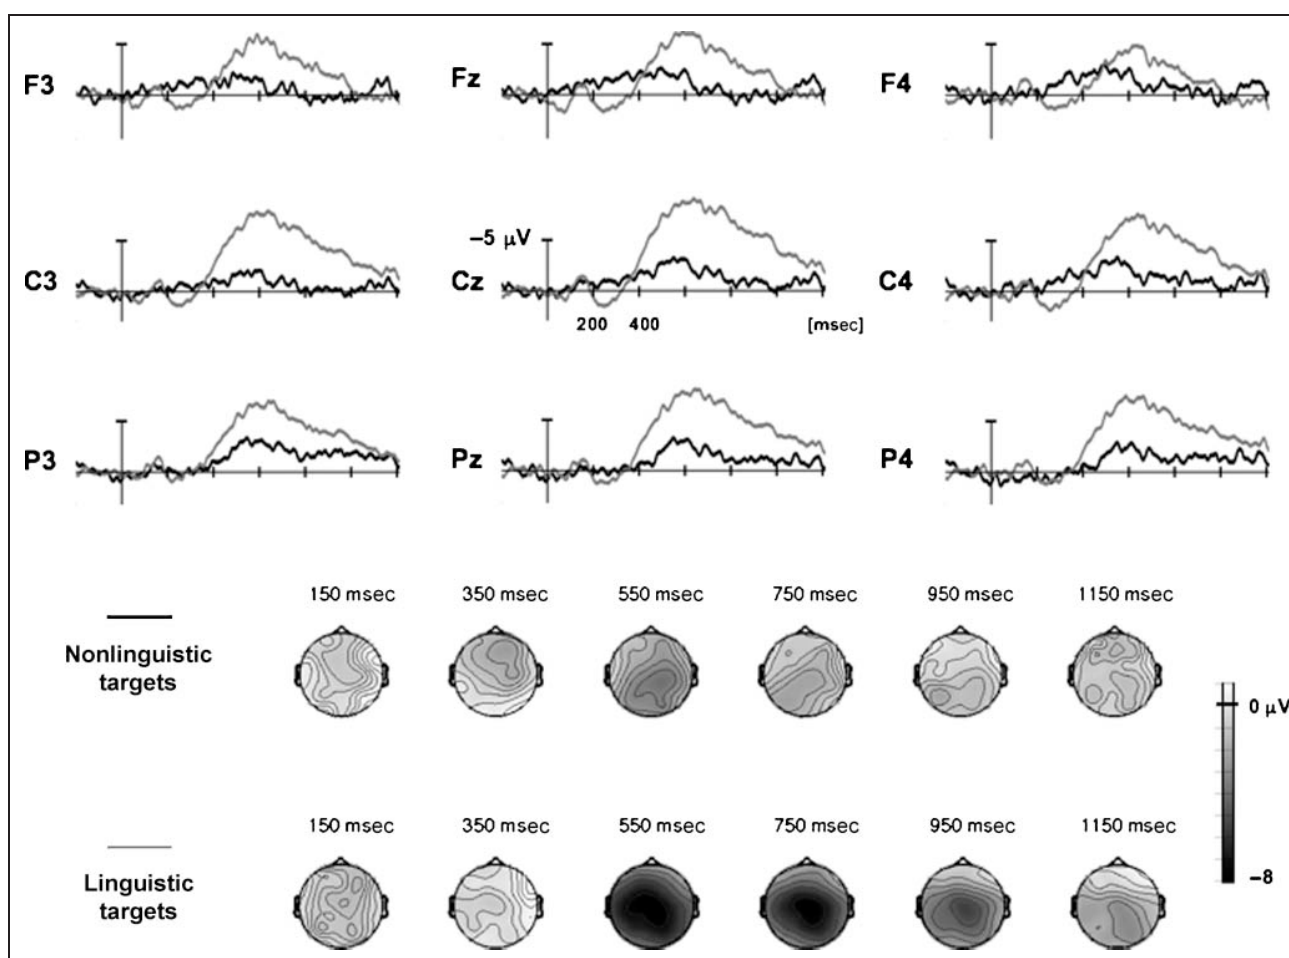 F3
Fz
F4
–5 μV
C3
Cz
C4
200 400 [msec]
P3
Pz
P4
150 msec 350 msec 550 msec 750 msec 950 msec 1150 msec
Nonlinguistic
targets
0 μV
150 msec 350 msec 550 msec 750 msec 950 msec 1150 msec
Linguistic
targets
–8